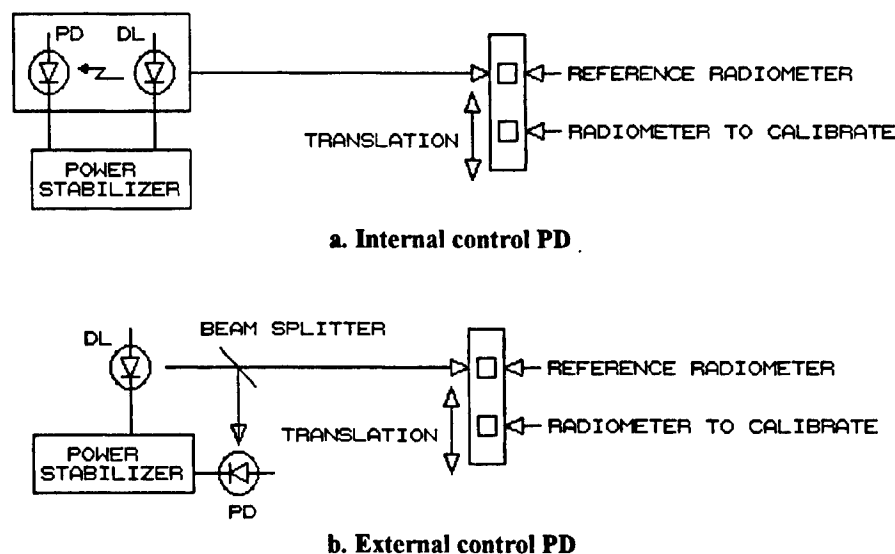 PD DL
REFERENCE RADIOMETER
TRANSLATION
RADIOMETER TO CALIBRATE
POWER
STABILIZER
a. Internal control PD
BEAM SPLITTER
DL
REFERENCE RADIOMETER
TRANSLATION
RADIOMETER TO CALIBRATE
POWER
STABILIZER
PD
b. External control PD